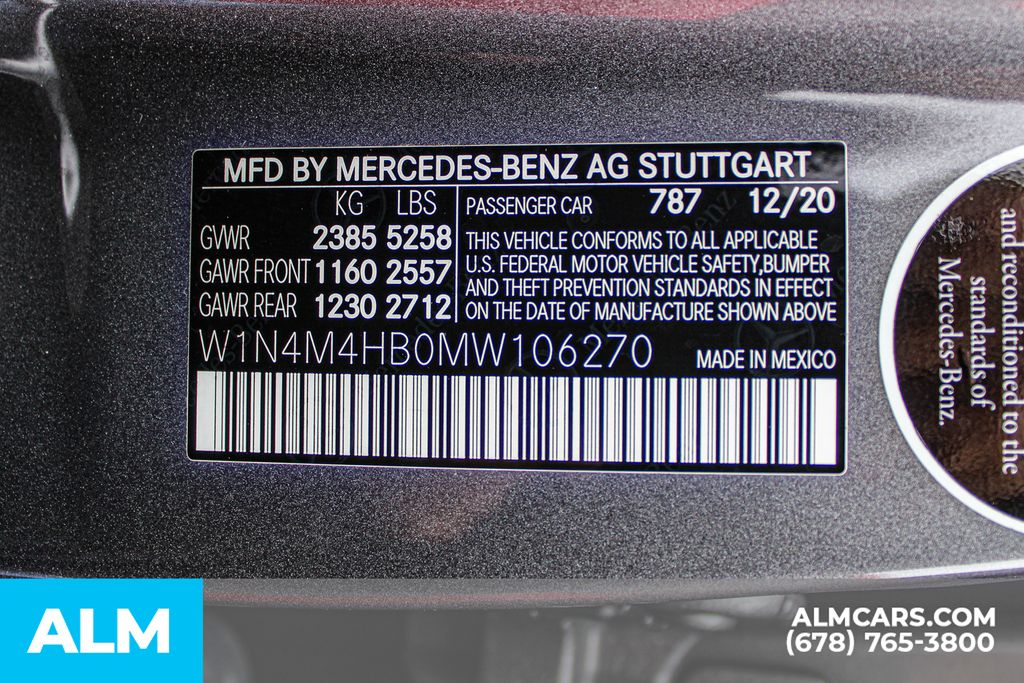 MFD BY MERCEDES-BENZ AG STUTTGART
KG LBS
GVWR 2385 5258
GAWR FRONT 1160 2557
GAWR REAR 1230 2712
PASSENGER CAR 787 12/20
THIS VEHICLE CONFORMS TO ALL APPLICABLE
U.S. FEDERAL MOTOR VEHICLE SAFETY,BUMPER
AND THEFT PREVENTION STANDARDS IN EFFECT
ON THE DATE OF MANUFACTURE SHOWN ABOVE
W1N4M4HB0MW106270
MADE IN MEXICO
and reconditioned to the
standards of
Mercedes-Benz.
ALM
ALMCARS.COM
(678) 765-3800